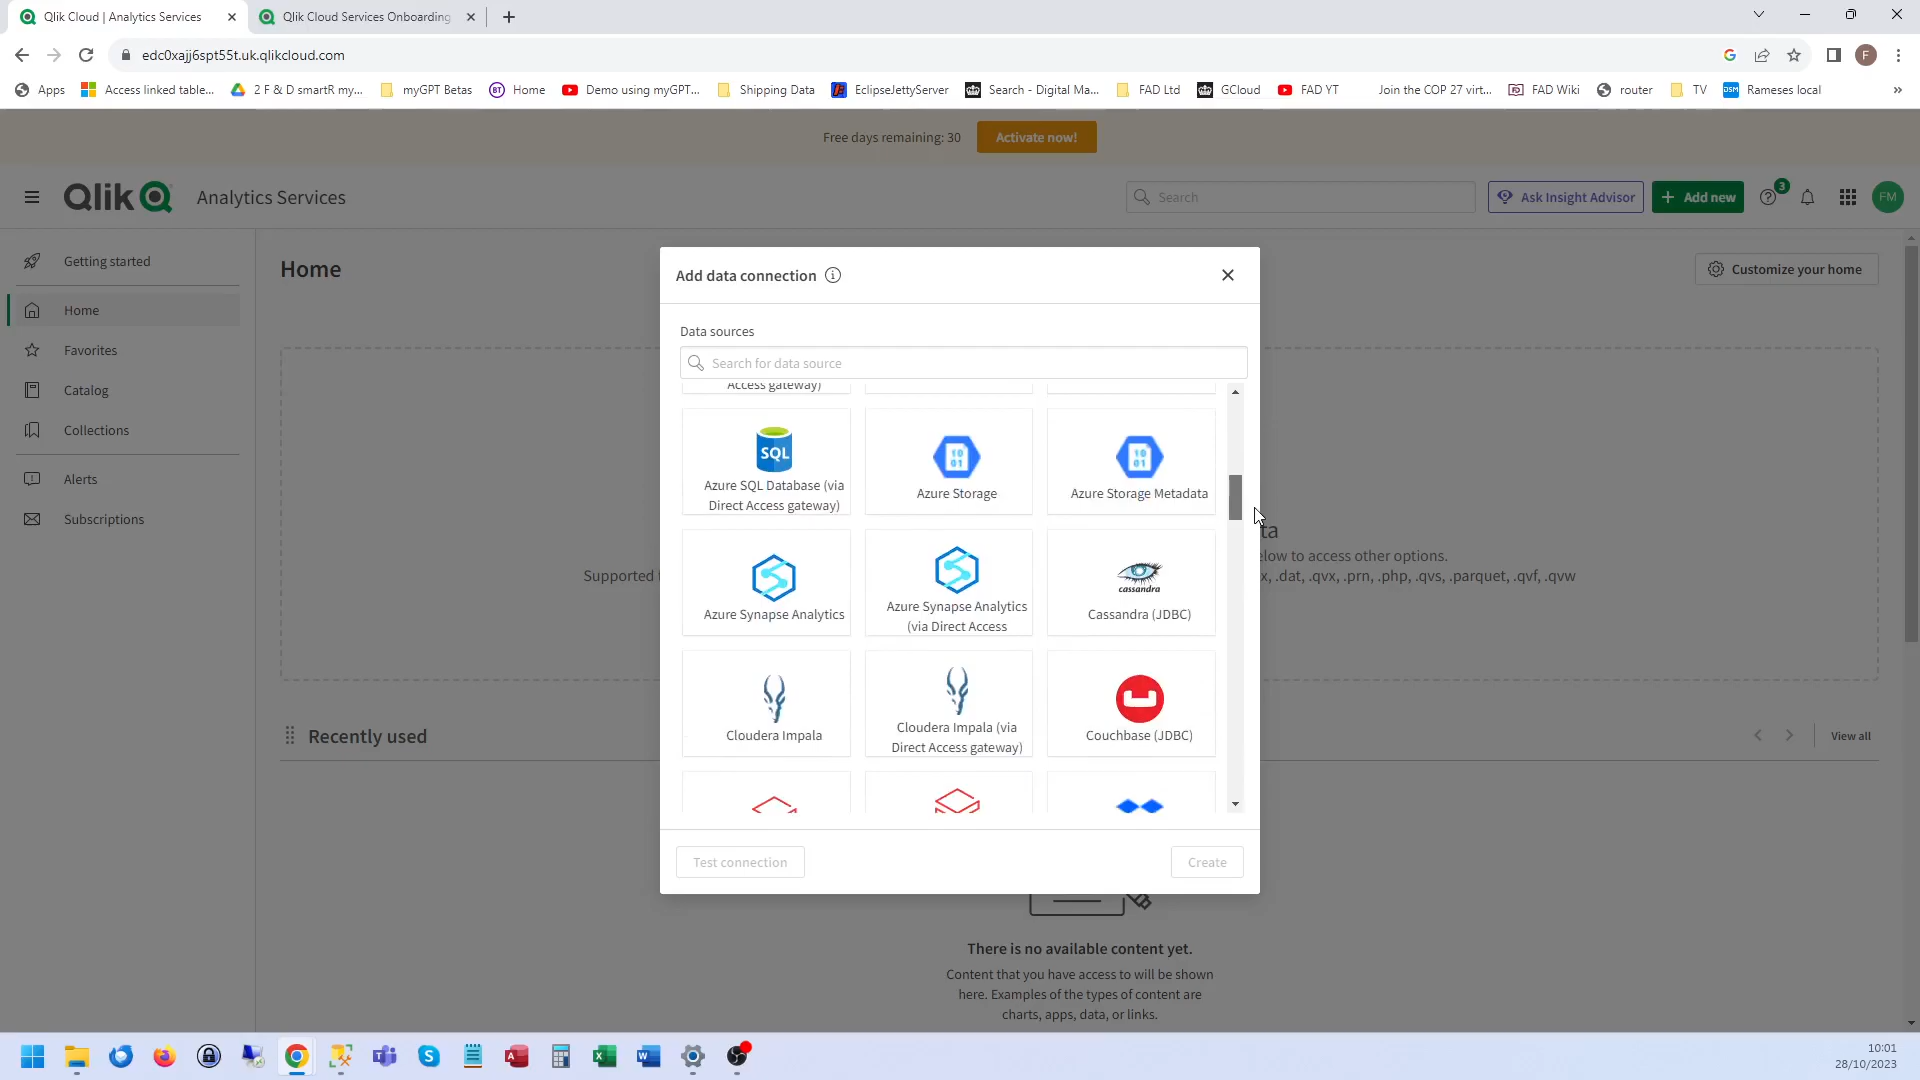 Qlik Cloud | Analytics Services
Qlik Cloud Services Onboarding
edc0xajj6spt55t.uk.qlikcloud.com
F
Apps
Access linked table...
2 F & D smartR my...
myGPT Betas
BT
Home
Demo using myGPT...
Shipping Data
EclipseJettyServer
Search - Digital Ma...
FAD Ltd
GCloud
FAD YT
Join the COP 27 virt...
FAD Wiki
router
TV
DSM
Rameses local
Free days remaining: 30
Activate now!
Qlik
Analytics Services
Search
Ask Insight Advisor
Add new
3
FM
Getting started
Home
Favorites
Catalog
Collections
Alerts
Subscriptions
Home
Customize your home
Add data connection
Data sources
Search for data source
Access gateway)
SQL
Azure SQL Database (via
Direct Access gateway)
10
01
Azure Storage
10
01
Azure Storage Metadata
Azure Synapse Analytics
Azure Synapse Analytics
(via Direct Access
cassandra
Cassandra (JDBC)
Cloudera Impala
Cloudera Impala (via
Direct Access gateway)
Couchbase (JDBC)
Test connection
Create
ta
elow to access other options.
Supported
x, .dat, .qvx, .prn, .php, .qvs, .parquet, .qvf, .qvw
Recently used
View all
There is no available content yet.
Content that you have access to will be shown
here. Examples of the types of content are
charts, apps, data, or links.
10:01
28/10/2023